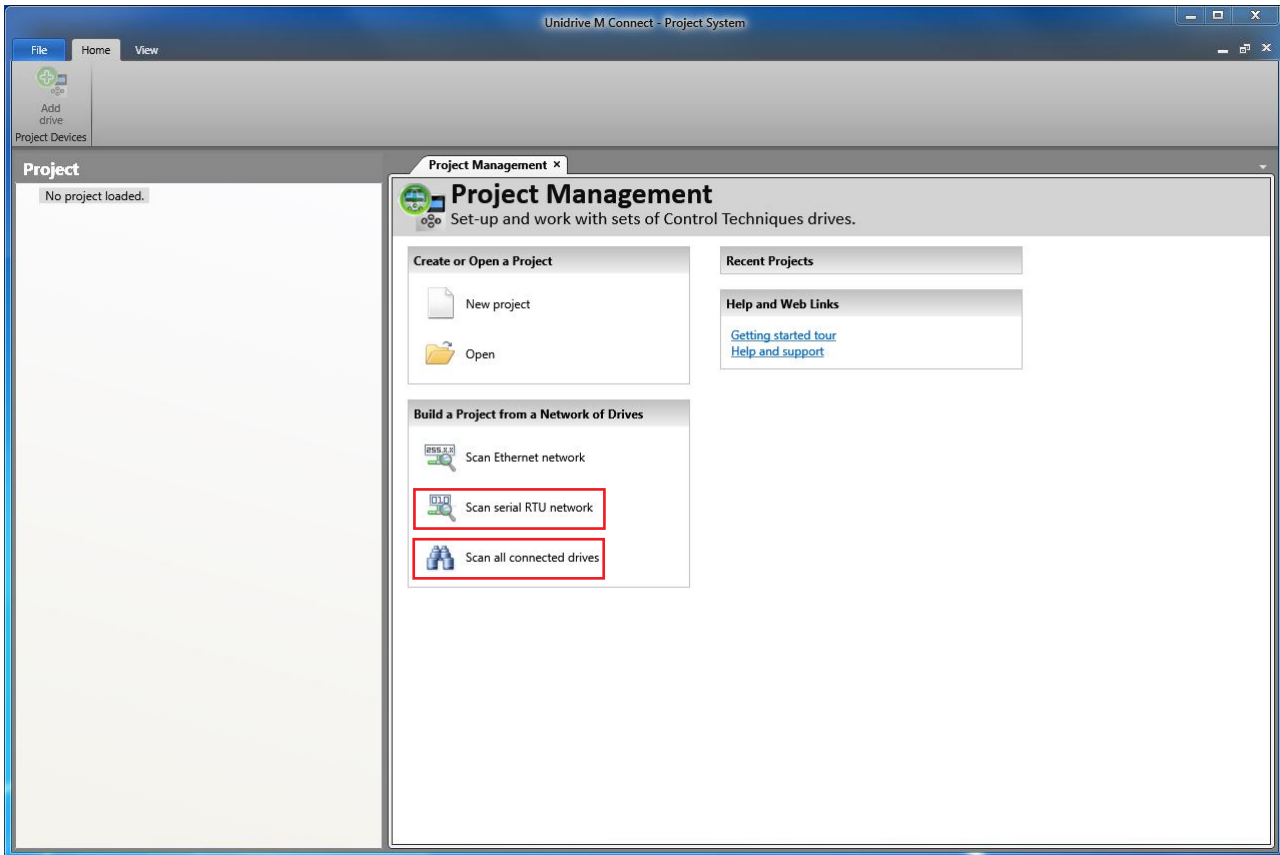 Unidrive M Connect - Project System
File Home View
Add
drive
Project Devices
Project
No project loaded.
Project Management ×
Project Management
Set-up and work with sets of Control Techniques drives.
Create or Open a Project
New project
Open
Build a Project from a Network of Drives
255.X.X
Scan Ethernet network
010
Scan serial RTU network
Scan all connected drives
Recent Projects
Help and Web Links
Getting started tour
Help and support